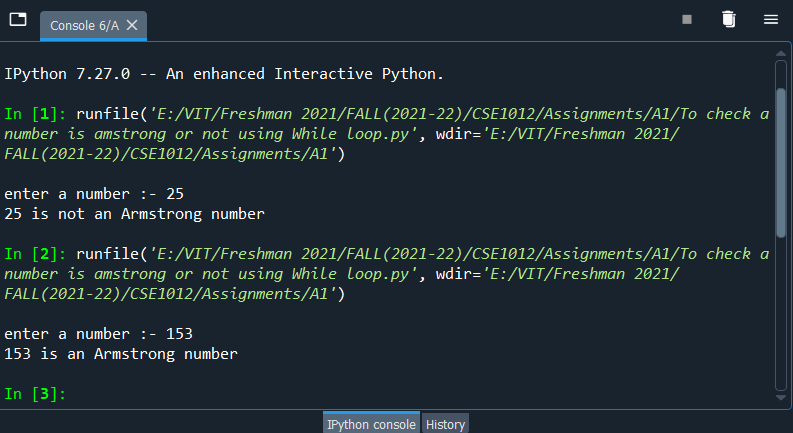 Console 6/A
IPython 7.27.0 -- An enhanced Interactive Python.
In [1]: runfile('E:/VIT/Freshman 2021/FALL(2021-22)/CSE1012/Assignments/A1/To check a
number is amstrong or not using While loop.py', wdir='E:/VIT/Freshman 2021/
FALL(2021-22)/CSE1012/Assignments/A1')
enter a number :- 25
25 is not an Armstrong number
In [2]: runfile('E:/VIT/Freshman 2021/FALL(2021-22)/CSE1012/Assignments/A1/To check a
number is amstrong or not using While loop.py', wdir='E:/VIT/Freshman 2021/
FALL(2021-22)/CSE1012/Assignments/A1')
enter a number :- 153
153 is an Armstrong number
In [3]:
IPython console History